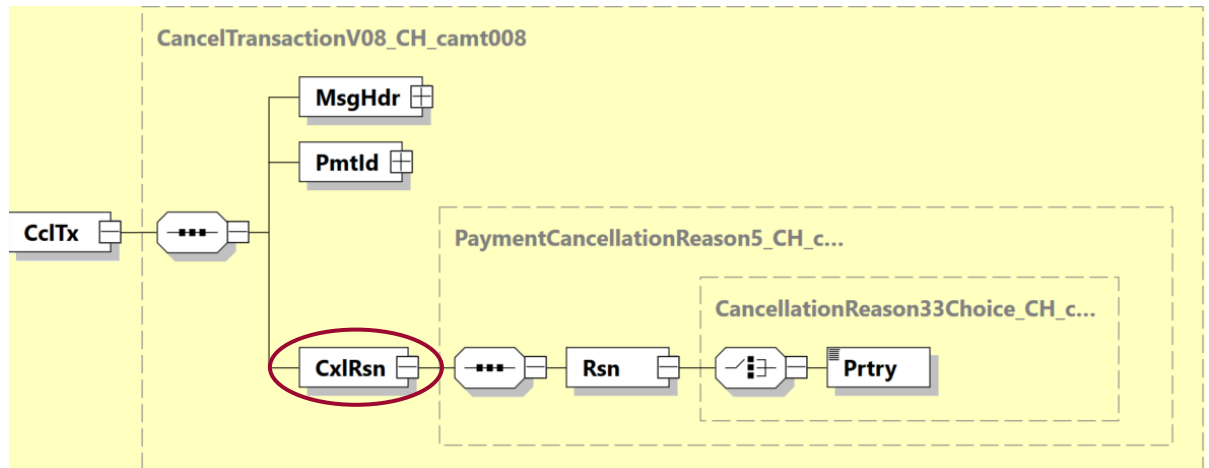 CancelTransactionV08_CH_camt008
MsgHdr
PmtId
CclTx
PaymentCancellationReason5_CH_c...
CancellationReason33Choice_CH_c...
CxlRsn
Rsn
Prtry